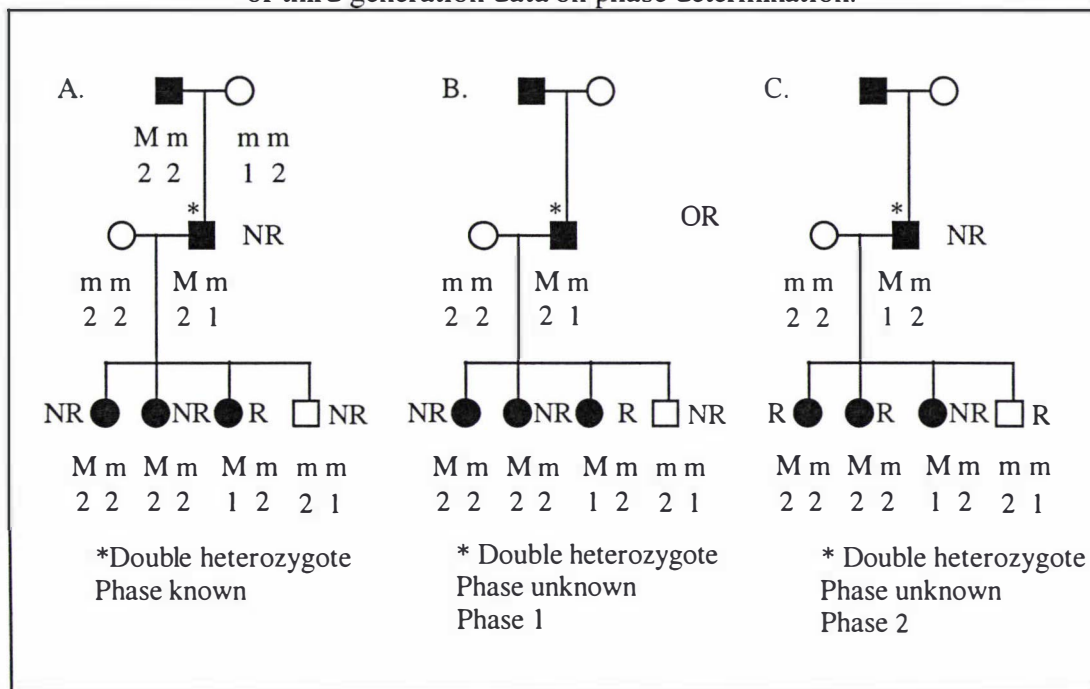 or third generation data on phase determination.
A. B. C.
M m m m
2 2 1 2
* * *
NR OR NR
m m M m m m M m m m M m
2 2 2 1 2 2 2 1 2 2 1 2
NR NR R NR NR NR R NR R R NR R
M m M m M m m m M m M m M m m m M m M m M m m m
2 2 2 2 1 2 2 1 2 2 2 2 1 2 2 1 2 2 2 2 1 2 2 1
*Double heterozygote
Phase known
* Double heterozygote
Phase unknown
Phase 1
* Double heterozygote
Phase unknown
Phase 2